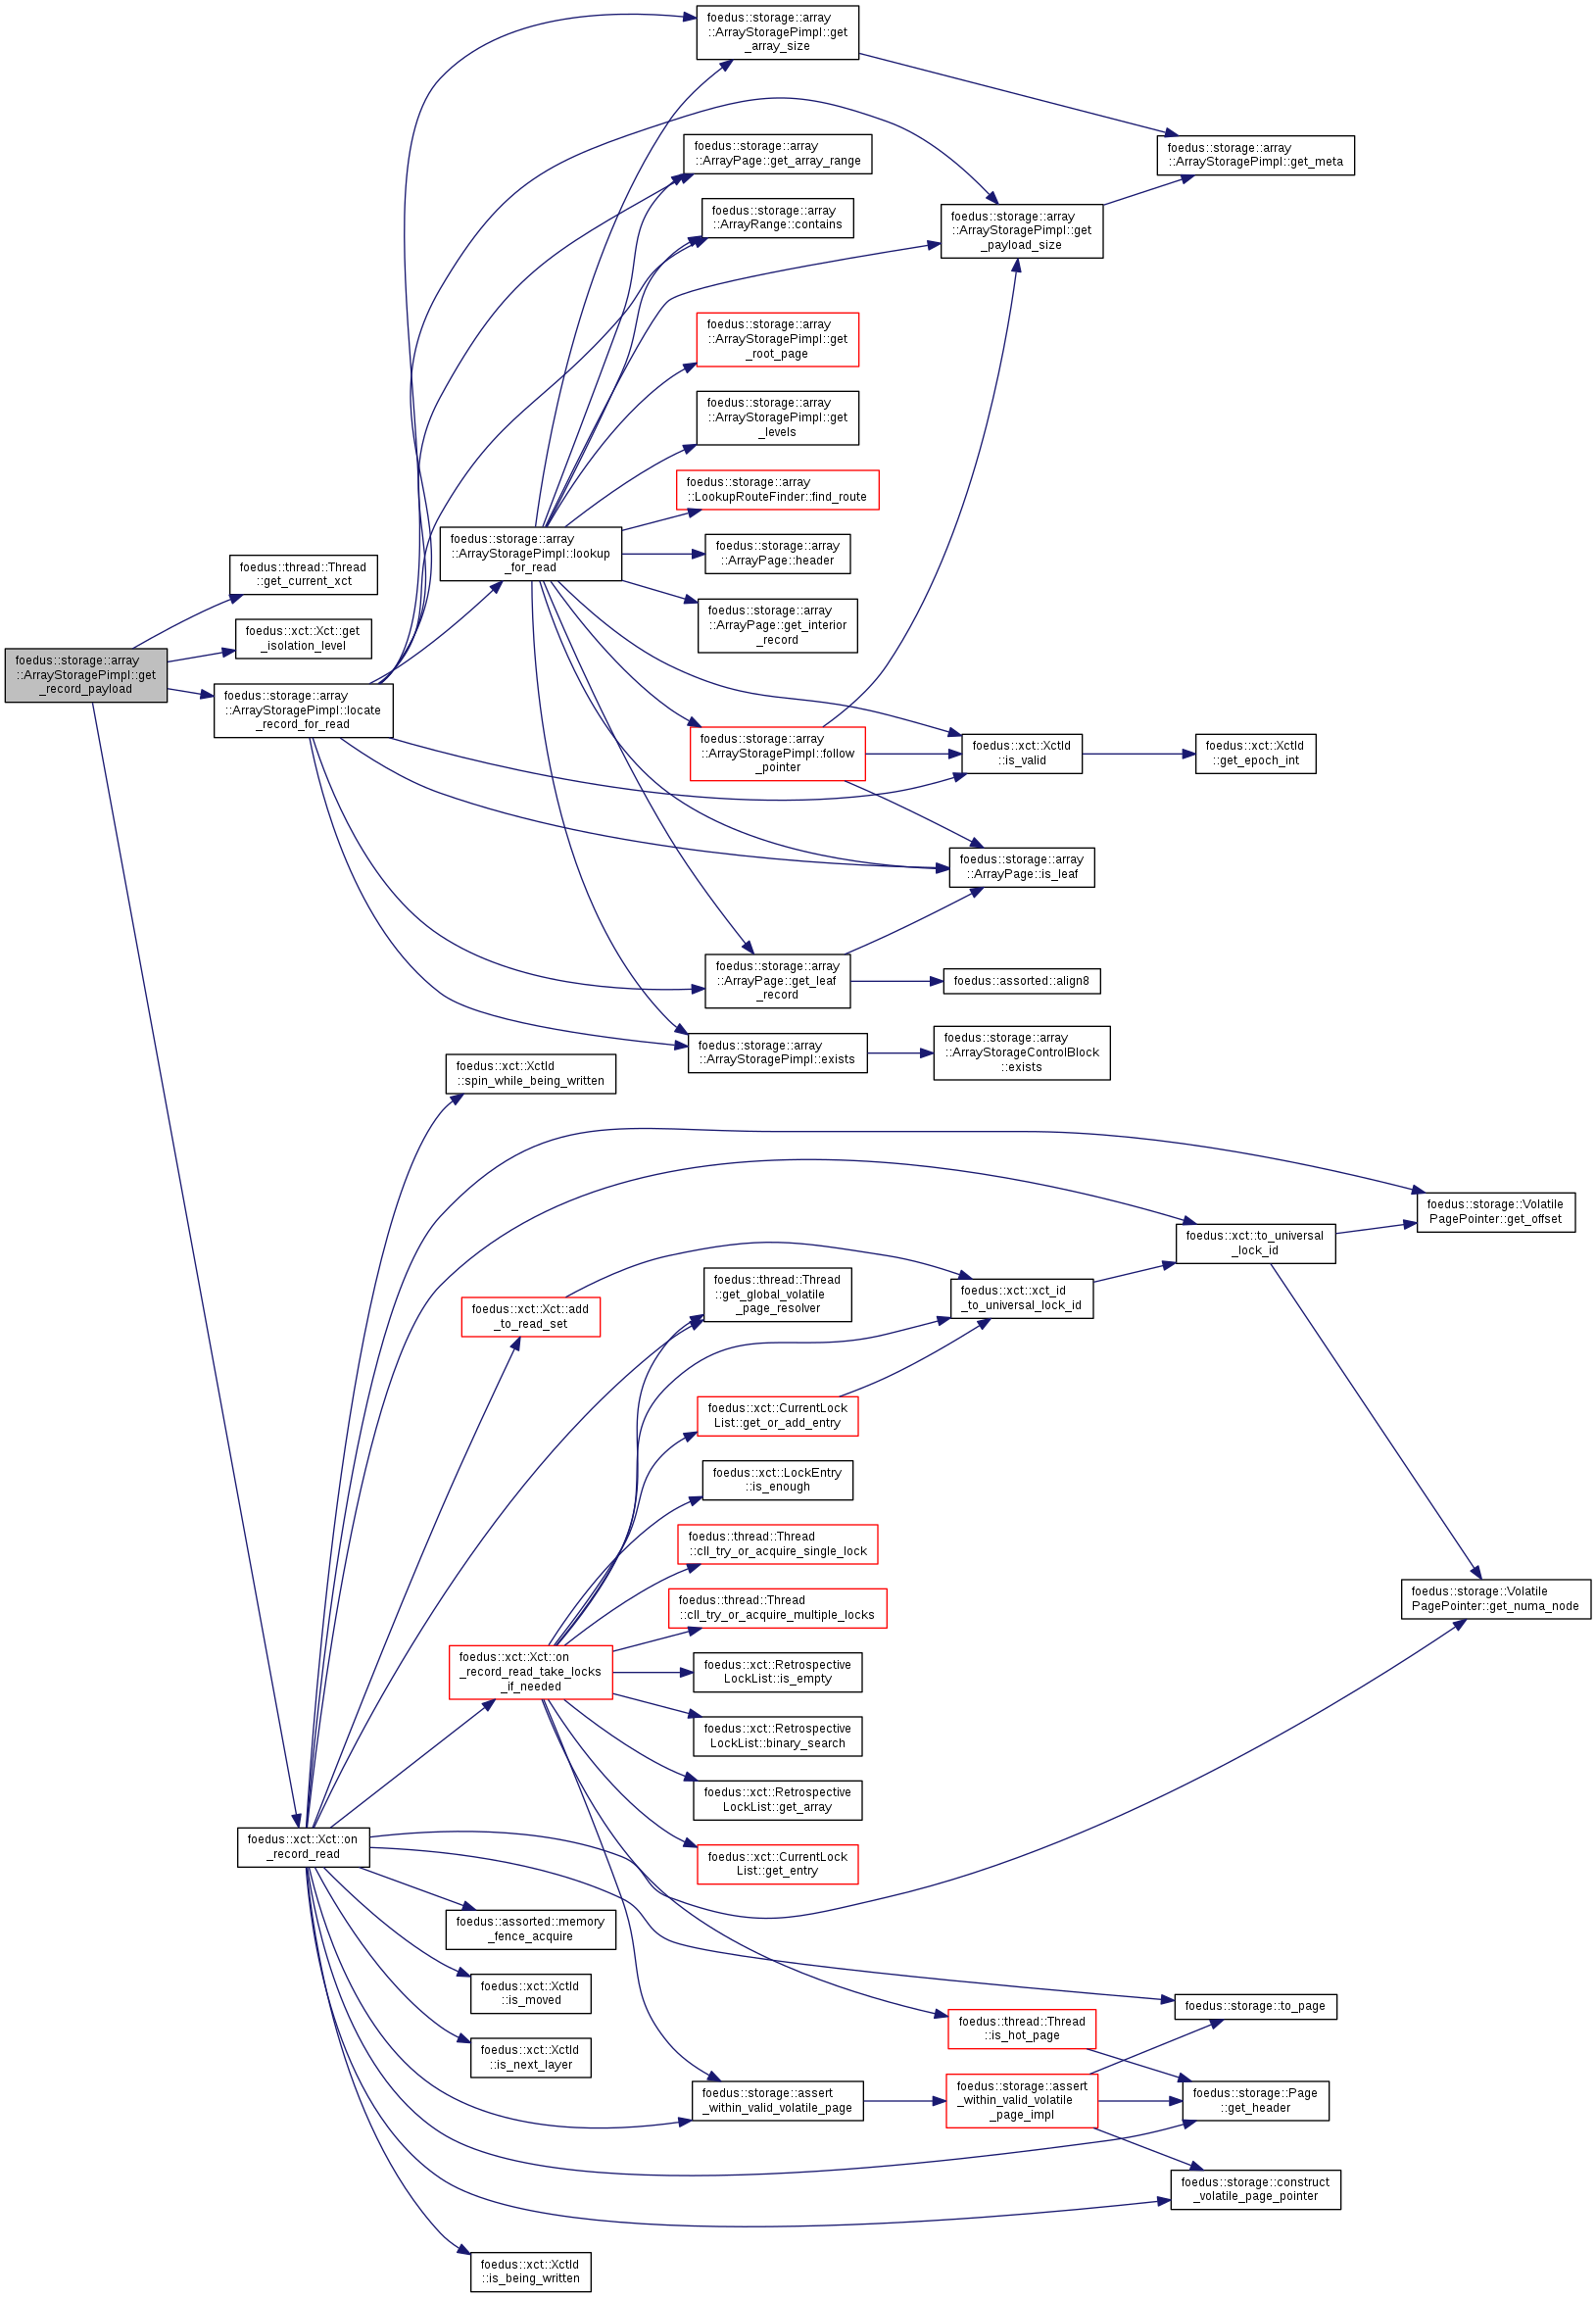 foedus::storage::array
::ArrayStoragePimpl::get
_array_size
foedus::storage::array
::ArrayPage::get_array_range
foedus::storage::array
::ArrayStoragePimpl::get_meta
foedus::storage::array
::ArrayRange::contains
foedus::storage::array
::ArrayStoragePimpl::get
_payload_size
foedus::storage::array
::ArrayStoragePimpl::get
_root_page
foedus::storage::array
::ArrayStoragePimpl::get
_levels
foedus::storage::array
::LookupRouteFinder::find_route
foedus::storage::array
::ArrayStoragePimpl::lookup
_for_read
foedus::storage::array
::ArrayPage::header
foedus::thread::Thread
::get_current_xct
foedus::storage::array
::ArrayPage::get_interior
_record
foedus::xct::Xct::get
_isolation_level
foedus::storage::array
::ArrayStoragePimpl::get
_record_payload
foedus::storage::array
::ArrayStoragePimpl::locate
_record_for_read
foedus::storage::array
::ArrayStoragePimpl::follow
_pointer
foedus::xct::XctId
::is_valid
foedus::xct::XctId
::get_epoch_int
foedus::storage::array
::ArrayPage::is_leaf
foedus::storage::array
::ArrayPage::get_leaf
_record
foedus::assorted::align8
foedus::storage::array
::ArrayStoragePimpl::exists
foedus::storage::array
::ArrayStorageControlBlock
::exists
foedus::xct::XctId
::spin_while_being_written
foedus::storage::Volatile
PagePointer::get_offset
foedus::xct::to_universal
_lock_id
foedus::thread::Thread
::get_global_volatile
_page_resolver
foedus::xct::xct_id
_to_universal_lock_id
foedus::xct::Xct::add
_to_read_set
foedus::xct::CurrentLock
List::get_or_add_entry
foedus::xct::LockEntry
::is_enough
foedus::thread::Thread
::cll_try_or_acquire_single_lock
foedus::storage::Volatile
PagePointer::get_numa_node
foedus::thread::Thread
::cll_try_or_acquire_multiple_locks
foedus::xct::Xct::on
_record_read_take_locks
_if_needed
foedus::xct::Retrospective
LockList::is_empty
foedus::xct::Retrospective
LockList::binary_search
foedus::xct::Retrospective
LockList::get_array
foedus::xct::Xct::on
_record_read
foedus::xct::CurrentLock
List::get_entry
foedus::assorted::memory
_fence_acquire
foedus::xct::XctId
::is_moved
foedus::storage::to_page
foedus::thread::Thread
::is_hot_page
foedus::xct::XctId
::is_next_layer
foedus::storage::assert
_within_valid_volatile_page
foedus::storage::assert
_within_valid_volatile
_page_impl
foedus::storage::Page
::get_header
foedus::storage::construct
_volatile_page_pointer
foedus::xct::XctId
::is_being_written